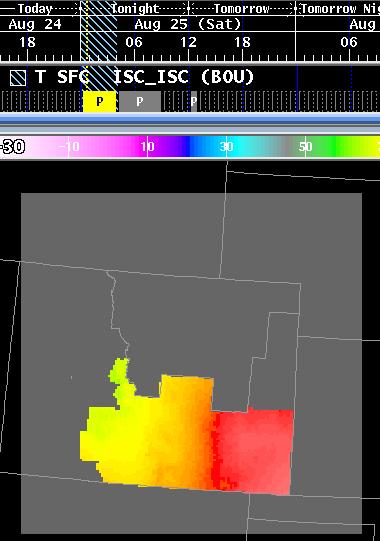 Today Tonight Tomorrow Tomorrow Nig
Aug 24 Aug 25 (Sat) Aug
18 06 12 18 06
T SFC ISC_ISC (BOU)
P P P
-30 -10 10 30 50